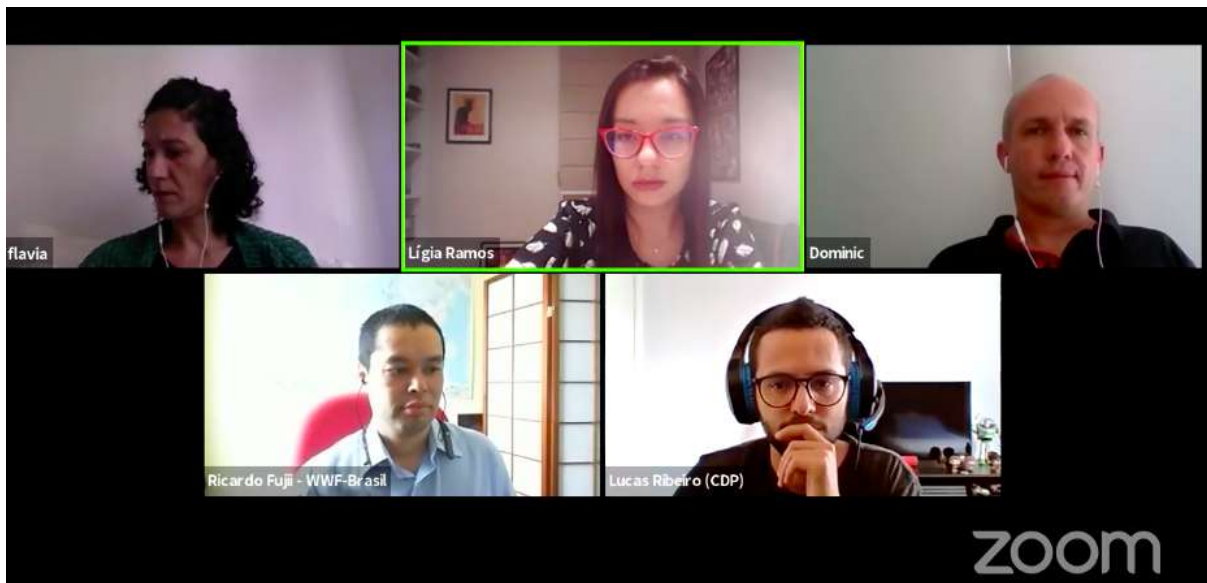 flavia
Lígia Ramos
Dominic
Ricardo Fujii - WWF-Brasil
Lucas Ribeiro (CDP)
zoom